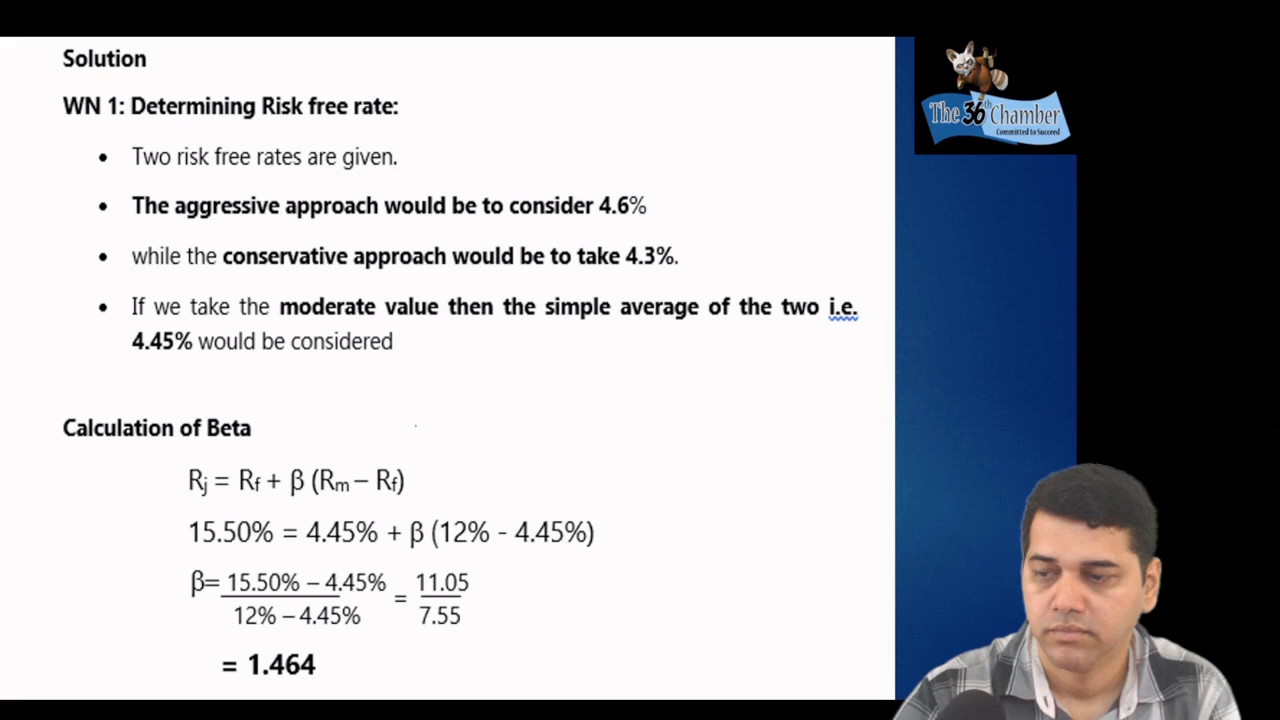 Solution
WN 1: Determining Risk free rate:
• Two risk free rates are given.
• The aggressive approach would be to consider 4.6%
• while the conservative approach would be to take 4.3%.
• If we take the moderate value then the simple average of the two i.e.
4.45% would be considered
Calculation of Beta
Rj = Rf + β (Rm – Rf)
15.50% = 4.45% + β (12% - 4.45%)
β= 15.50% – 4.45% = 11.05
12% – 4.45% 7.55
= 1.464
The 36th Chamber
Committed to Succeed